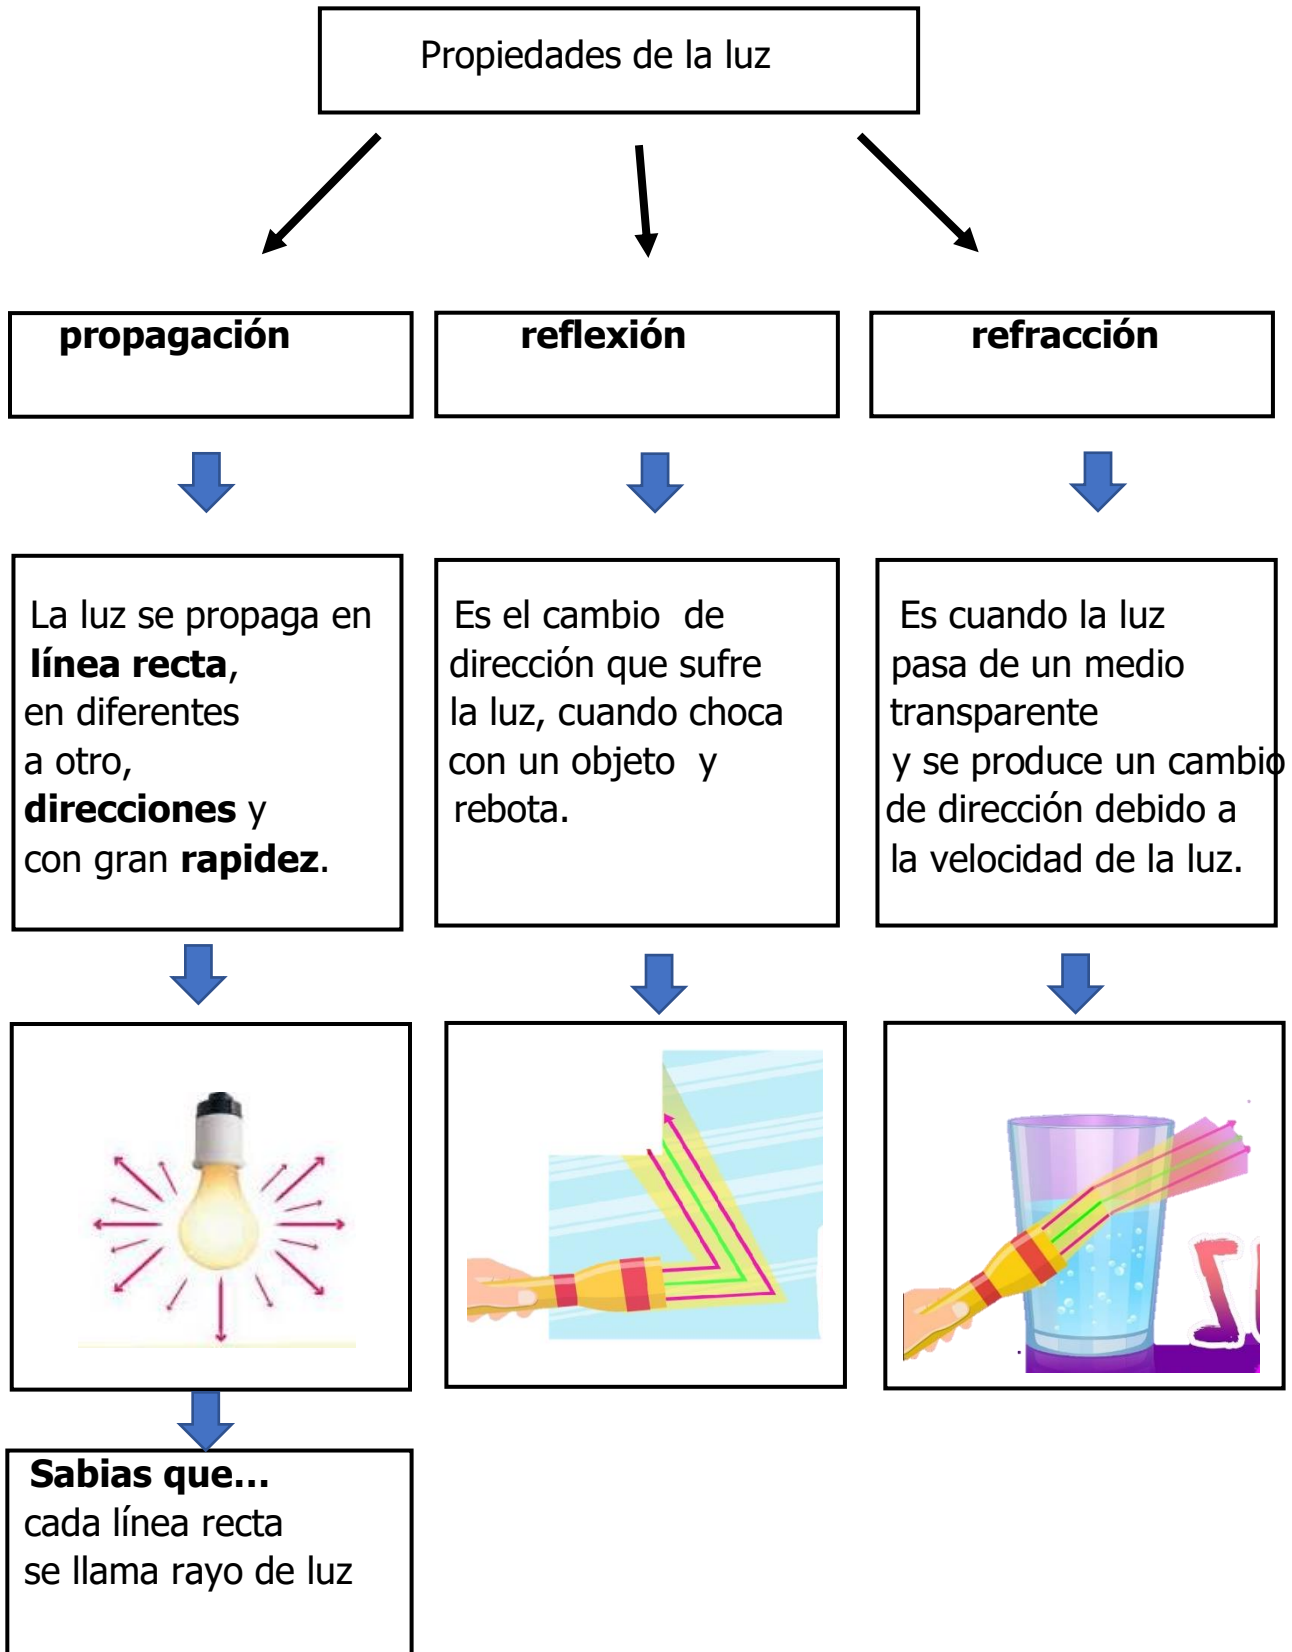 Propiedades de la luz
propagación
reflexión
refracción
La luz se propaga en
línea recta,
en diferentes
a otro,
direcciones y
con gran rapidez.
Es el cambio de
dirección que sufre
la luz, cuando choca
con un objeto y
rebota.
Es cuando la luz
pasa de un medio
transparente
y se produce un cambio
de dirección debido a
la velocidad de la luz.
Sabias que...
cada línea recta
se llama rayo de luz